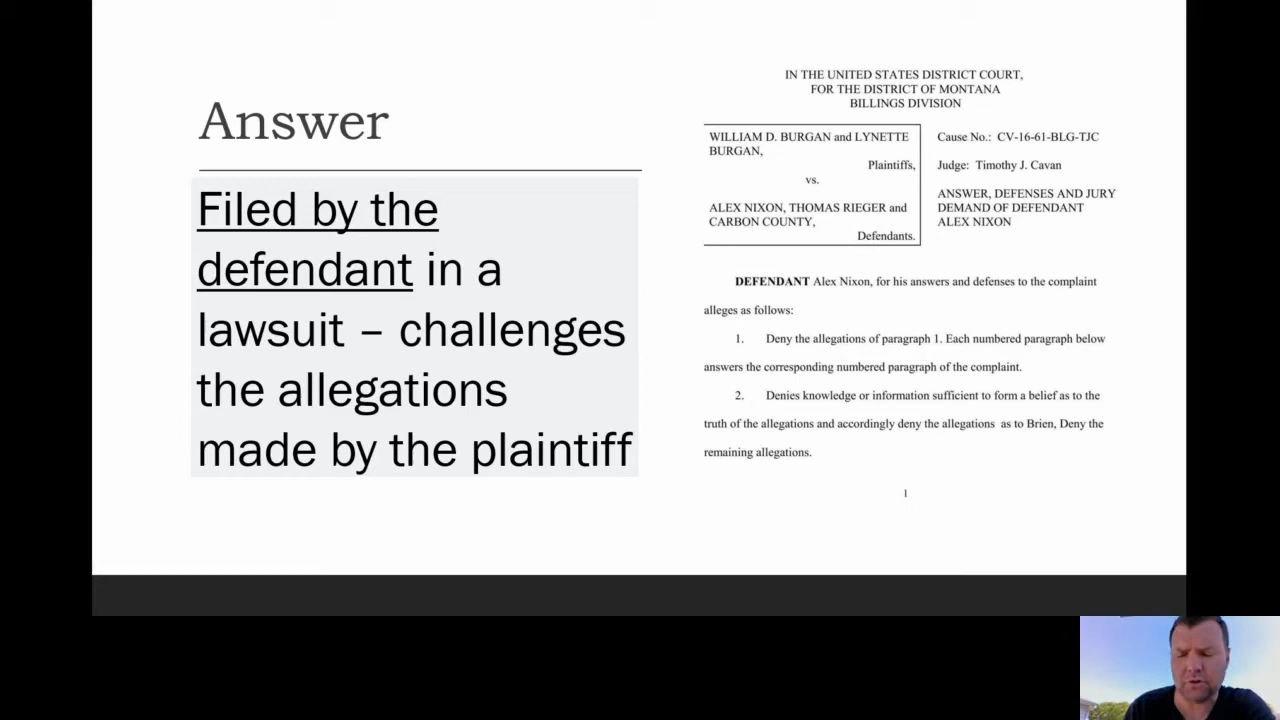 Answer
Filed by the
defendant in a
lawsuit – challenges
the allegations
made by the plaintiff
IN THE UNITED STATES DISTRICT COURT,
FOR THE DISTRICT OF MONTANA
BILLINGS DIVISION
WILLIAM D. BURGAN and LYNETTE
BURGAN,
Plaintiffs,
vs.
ALEX NIXON, THOMAS RIEGER and
CARBON COUNTY,
Defendants.
Cause No.: CV-16-61-BLG-TJC
Judge: Timothy J. Cavan
ANSWER, DEFENSES AND JURY
DEMAND OF DEFENDANT
ALEX NIXON
DEFENDANT Alex Nixon, for his answers and defenses to the complaint
alleges as follows:
1. Deny the allegations of paragraph 1. Each numbered paragraph below
answers the corresponding numbered paragraph of the complaint.
2. Denies knowledge or information sufficient to form a belief as to the
truth of the allegations and accordingly deny the allegations as to Brien, Deny the
remaining allegations.
1